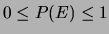 0 ≤ P(E) ≤ 1